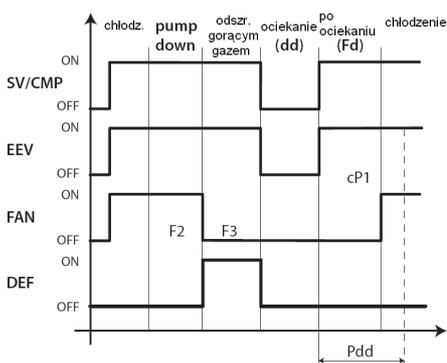 chłodz.
pump
down
odszr.
gorącym
gazem
ociekanie
(dd)
po
ociekaniu
(Fd)
chłodzenie
ON
SV/CMP
OFF
ON
EEV
OFF
cP1
ON
FAN
F2
F3
OFF
ON
DEF
OFF
Pdd